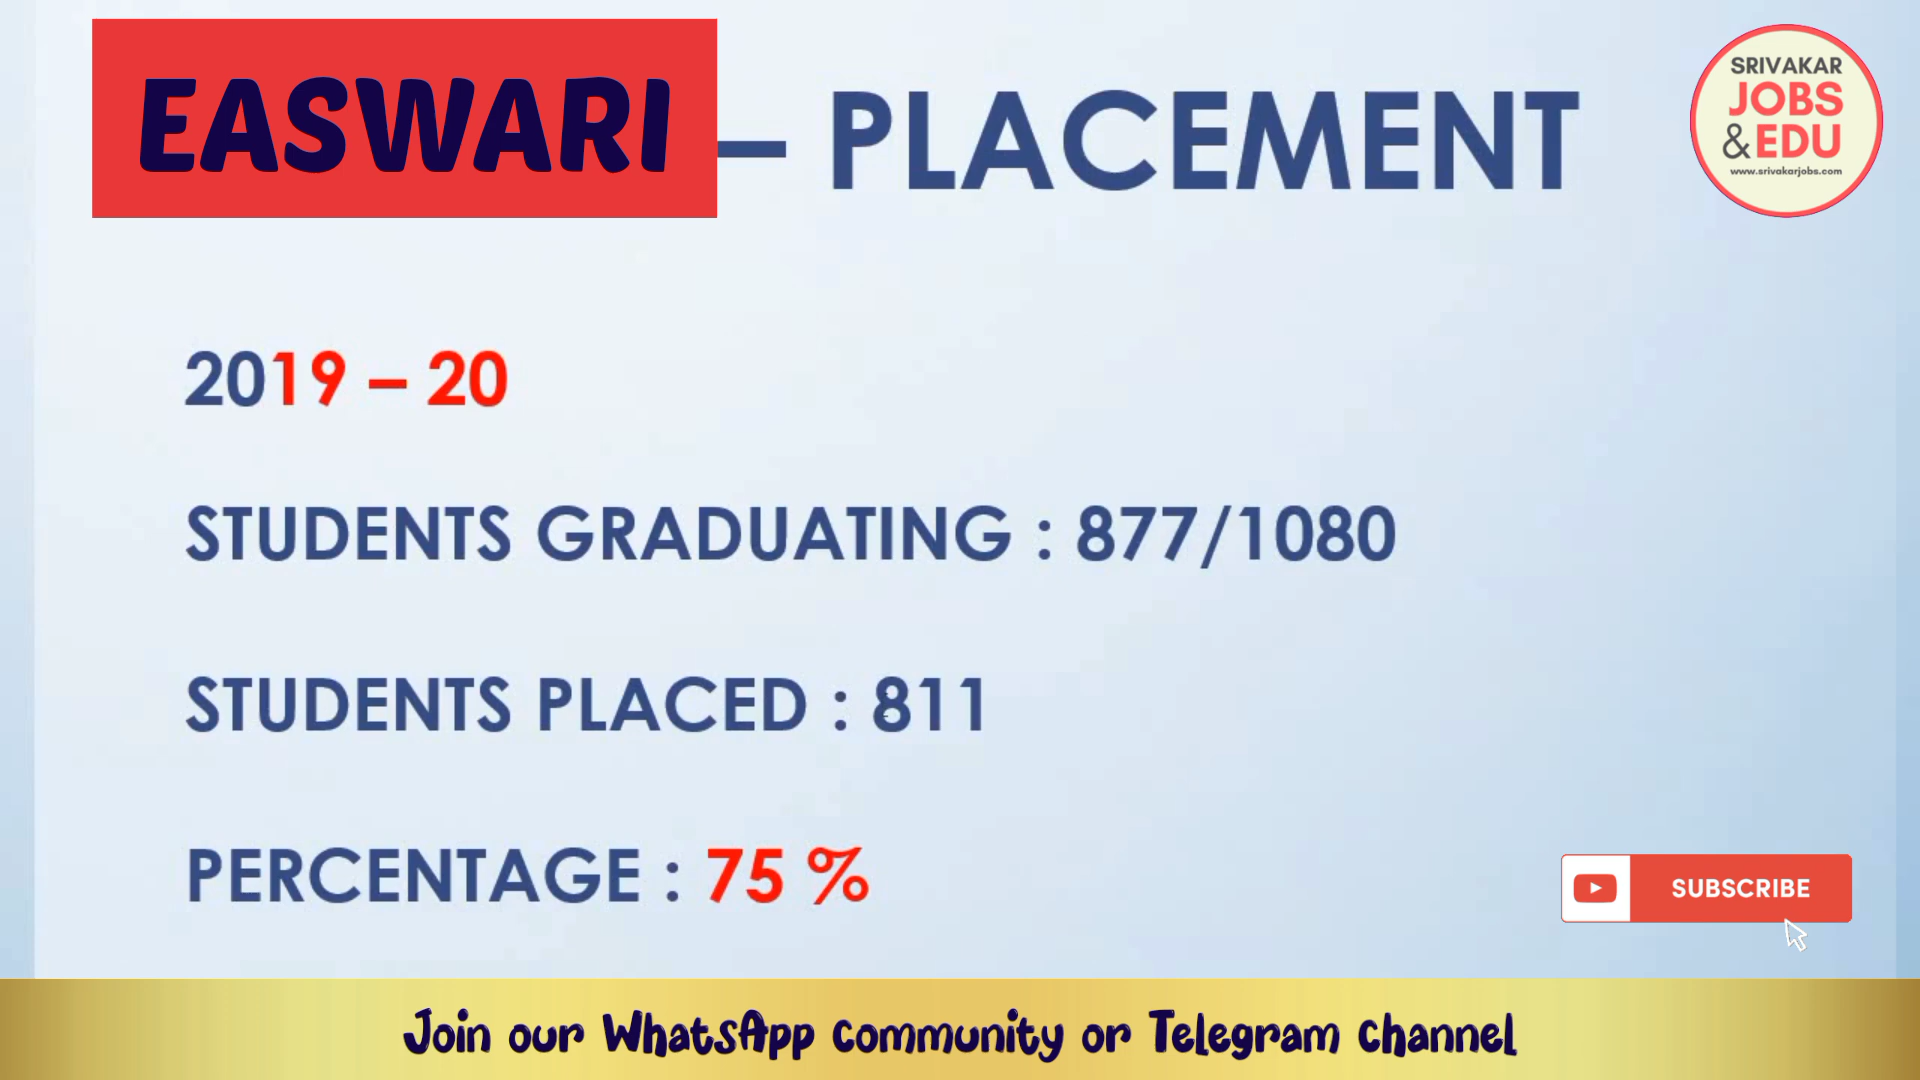 EASWARI – PLACEMENT
SRIVAKAR
JOBS
& EDU
www.srivakarjobs.com
2019 – 20
STUDENTS GRADUATING : 877/1080
STUDENTS PLACED : 811
PERCENTAGE : 75 %
SUBSCRIBE
Join our WhatsApp community or Telegram channel